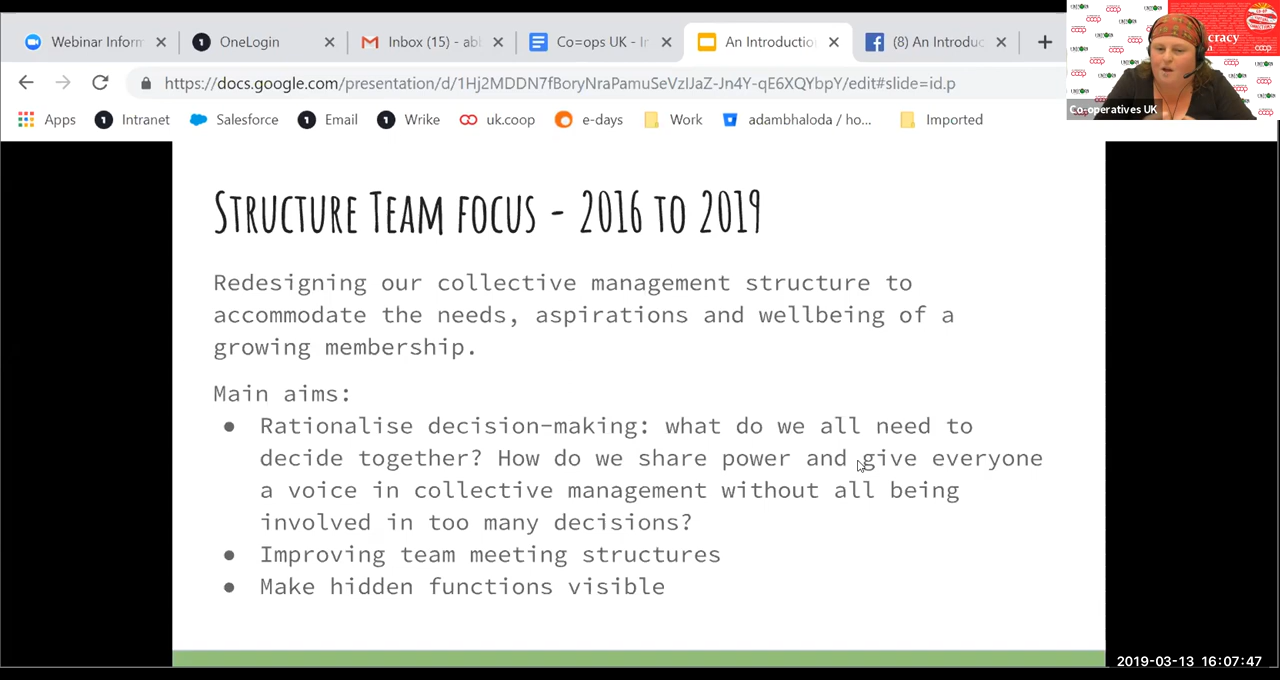 Webinar Inform
OneLogin
Inbox (15) - abl
Co=ops UK - In
An Introductio
(8) An Introduc
https://docs.google.com/presentation/d/1Hj2MDDN7fBoryNraPamuSeVzlJaZ-Jn4Y-qE6XQYbpY/edit#slide=id.p
Apps
Intranet
Salesforce
Email
Wrike
uk.coop
e-days
Work
adambhaloda / ho...
Imported
coop
Co-operatives UK
STRUCTURE TEAM FOCUS - 2016 TO 2019
Redesigning our collective management structure to
accommodate the needs, aspirations and wellbeing of a
growing membership.
Main aims:
● Rationalise decision-making: what do we all need to
decide together? How do we share power and give everyone
a voice in collective management without all being
involved in too many decisions?
● Improving team meeting structures
● Make hidden functions visible
2019-03-13 16:07:47